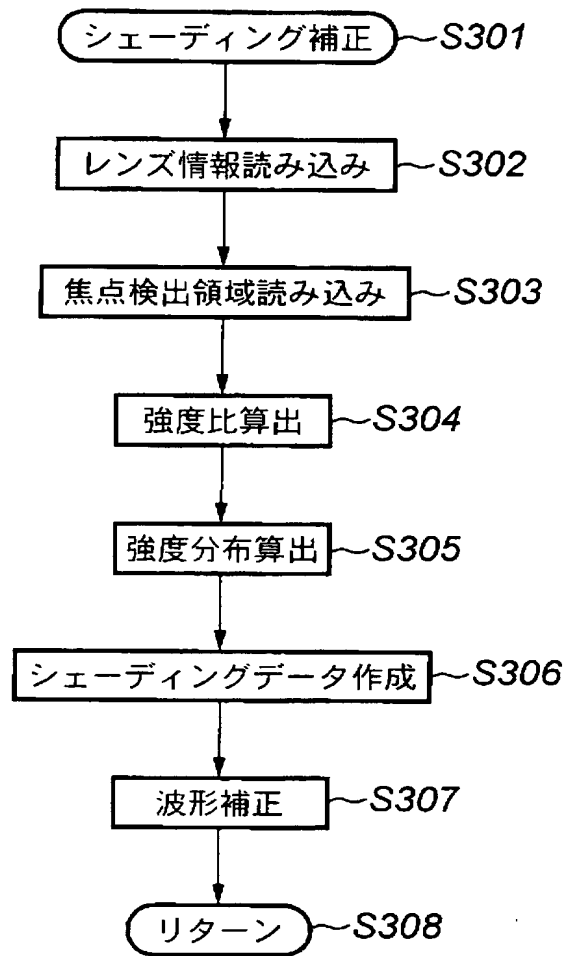 シェーディング補正 S301
レンズ情報読み込み S302
焦点検出領域読み込み S303
強度比算出 S304
強度分布算出 S305
シェーディングデータ作成 S306
波形補正 S307
リターン S308